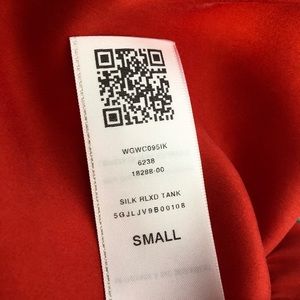 WGWC095IK
6238
18288-00
SILK RLXD TANK
5GJLJV9B00108
SMALL